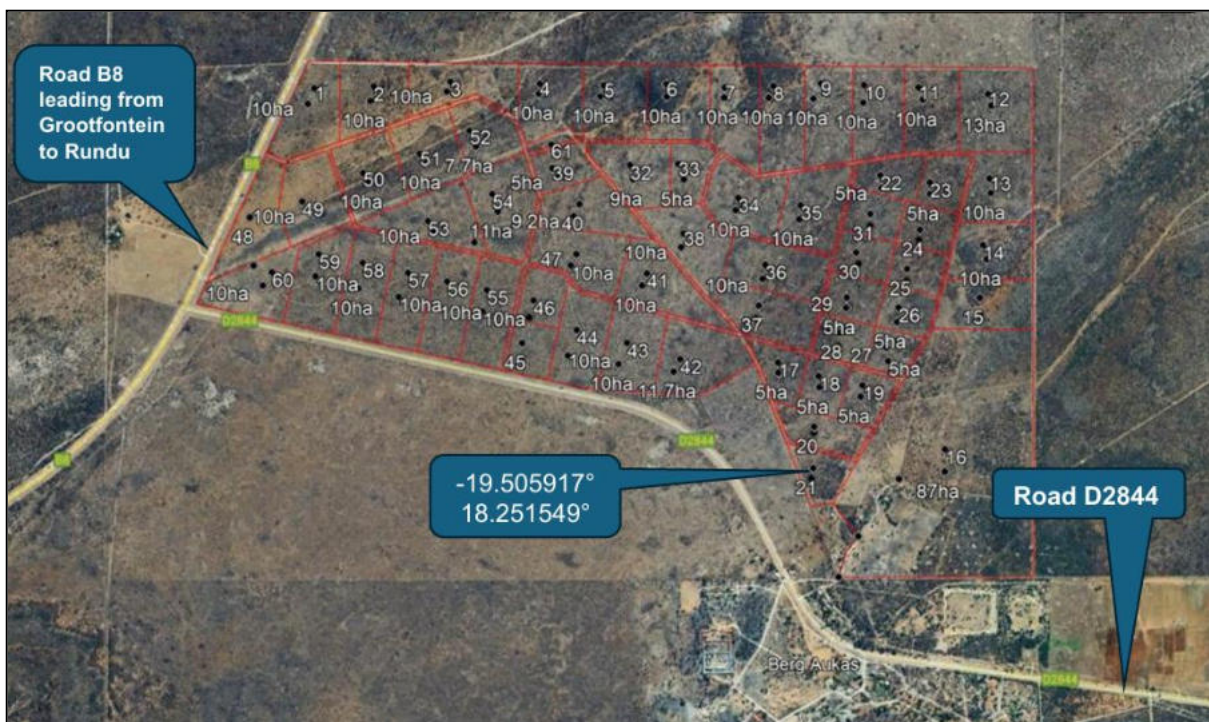 Road B8
leading from
Grootfontein
to Rundu
1
10ha
2
10ha
10ha
3
4
10ha
5
10ha
6
10ha
7
10ha
8
10ha
9
10ha
10
10ha
11
10ha
12
13ha
52
7.7ha
51
10ha
50
10ha
49
10ha
48
61
39
5ha
32
9ha
33
5ha
22
5ha
23
5ha
13
10ha
54
9.2ha
40
34
10ha
35
10ha
31
24
14
10ha
53
10ha
11ha
38
10ha
47
10ha
41
10ha
36
10ha
30
25
5ha
15
60
10ha
59
10ha
58
10ha
57
10ha
56
10ha
55
10ha
46
37
29
5ha
26
5ha
B8
D2844
45
44
10ha
43
10ha
42
11.7ha
28
27
5ha
17
5ha
18
5ha
19
5ha
D2844
20
21
16
87ha
-19.505917°
18.251549°
Road D2844
Berg Aukas
D2844